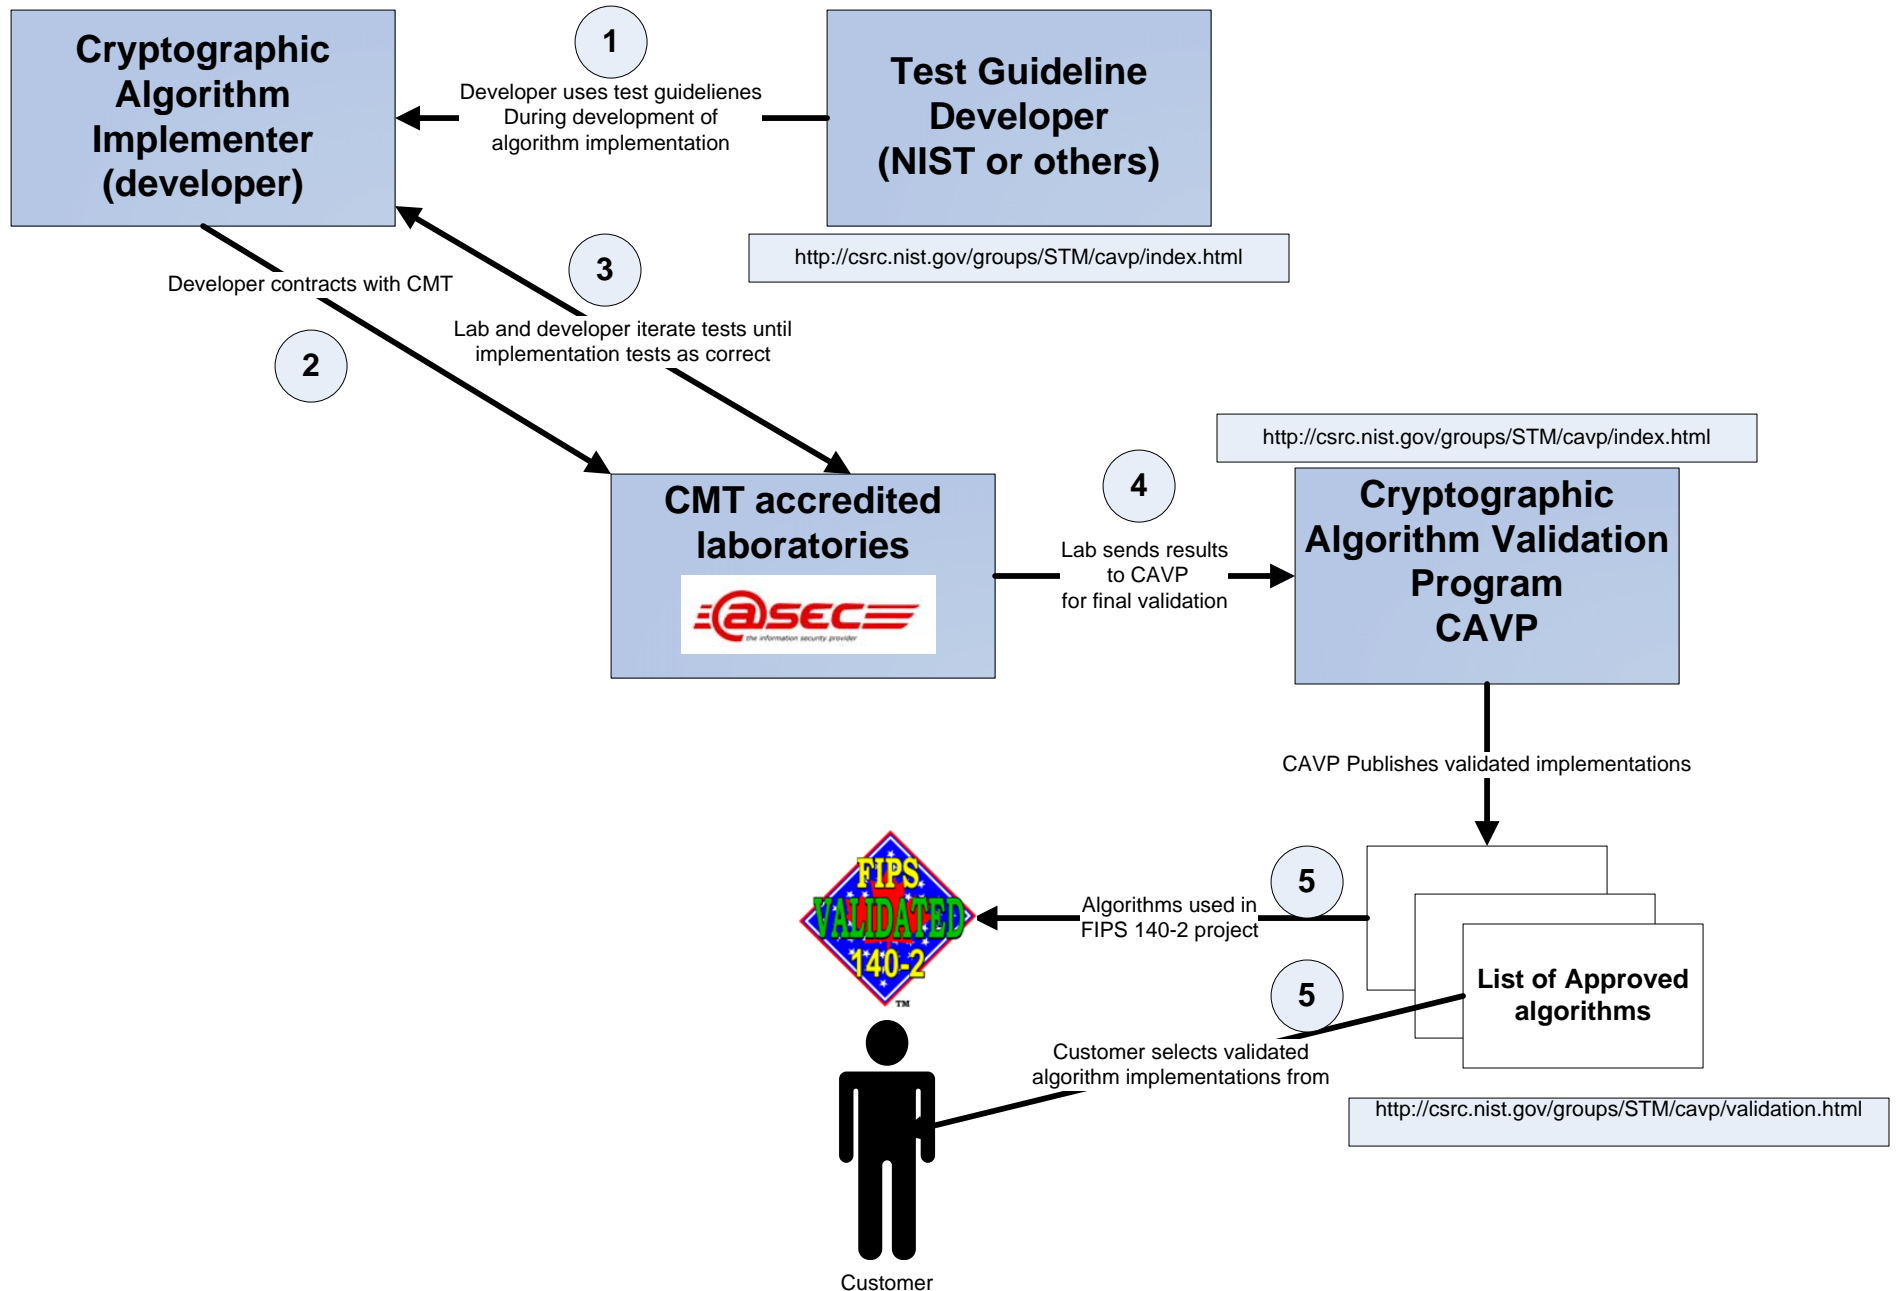 Cryptographic
Algorithm
Implementer
(developer)
1
Developer uses test guidelienes
During development of
algorithm implementation
Test Guideline
Developer
(NIST or others)
http://csrc.nist.gov/groups/STM/cavp/index.html
Developer contracts with CMT
2
3
Lab and developer iterate tests until
implementation tests as correct
CMT accredited
laboratories
@sec
the information security provider
4
Lab sends results
to CAVP
for final validation
http://csrc.nist.gov/groups/STM/cavp/index.html
Cryptographic
Algorithm Validation
Program
CAVP
CAVP Publishes validated implementations
FIPS
VALIDATED
140-2
TM
5
Algorithms used in
FIPS 140-2 project
5
Customer selects validated
algorithm implementations from
List of Approved
algorithms
http://csrc.nist.gov/groups/STM/cavp/validation.html
Customer